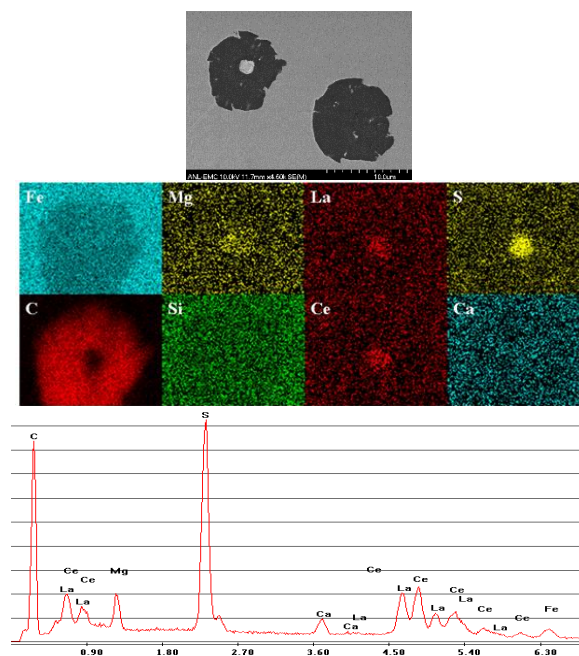 ANL-EMC 10.0kV 11.7mm x4.60k SE(M)
10.0um
Fe Mg La S
C Si Ce Ca
S
C
Ce Mg Ce
Ce La Ce Ce
La La La
La Ca La Ce Fe
Ca La Ce
0.90 1.80 2.70 3.60 4.50 5.40 6.30